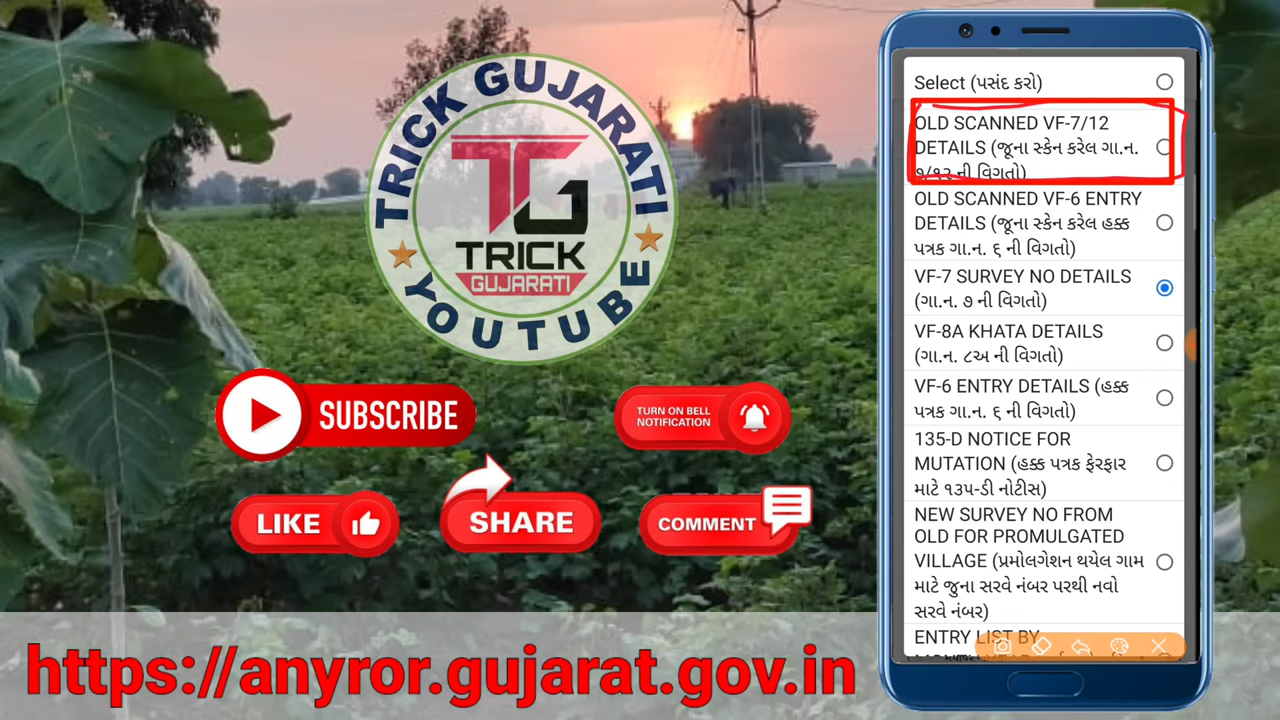 TRICK GUJARATI
YOUTUBE
TG
TRICK
GUJARATI
SUBSCRIBE
TURN ON BELL
NOTIFICATION
LIKE
SHARE
COMMENT
https://anyror.gujarat.gov.in
Select (પસંદ કરો)
OLD SCANNED VF-7/12
DETAILS (જૂના સ્કેન કરેલ ગા.ન.
૭/૧૨ ની વિગતો)
OLD SCANNED VF-6 ENTRY
DETAILS (જૂના સ્કેન કરેલ હક્ક
પત્રક ગા.ન. ૬ ની વિગતો)
VF-7 SURVEY NO DETAILS
(ગા.ન. ૭ ની વિગતો)
VF-8A KHATA DETAILS
(ગા.ન. ૮અ ની વિગતો)
VF-6 ENTRY DETAILS (હક્ક
પત્રક ગા.ન. ૬ ની વિગતો)
135-D NOTICE FOR
MUTATION (હક્ક પત્રક ફેરફાર
માટે ૧૩૫-ડી નોટીસ)
NEW SURVEY NO FROM
OLD FOR PROMULGATED
VILLAGE (પ્રમોલગેશન થયેલ ગામ
માટે જુના સરવે નંબર પરથી નવો
સરવે નંબર)
ENTRY LIST BY